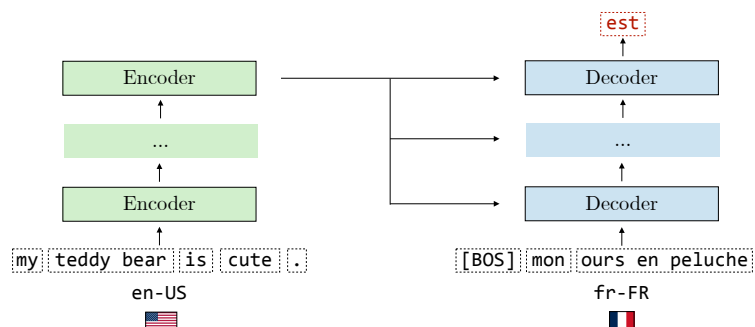 est
Encoder
Decoder
...
...
Encoder
Decoder
my teddy bear is cute .
[BOS] mon ours en peluche
en-US
fr-FR